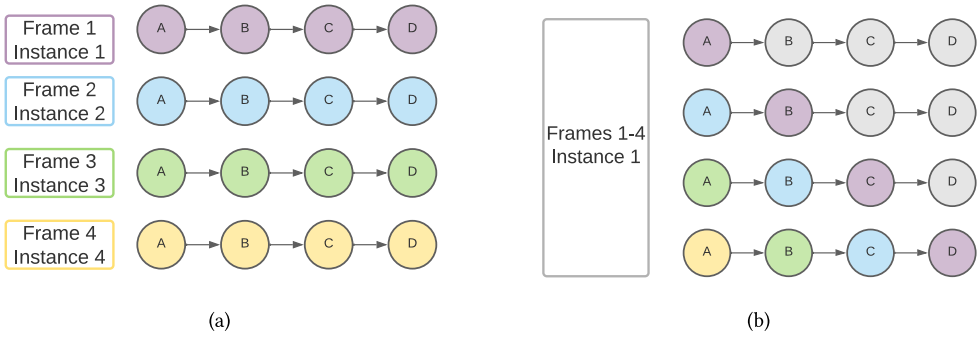 Frame 1
Instance 1
A B C D
Frame 2
Instance 2
A B C D
Frame 3
Instance 3
A B C D
Frame 4
Instance 4
A B C D
(a)
Frames 1-4
Instance 1
A B C D
A B C D
A B C D
A B C D
(b)